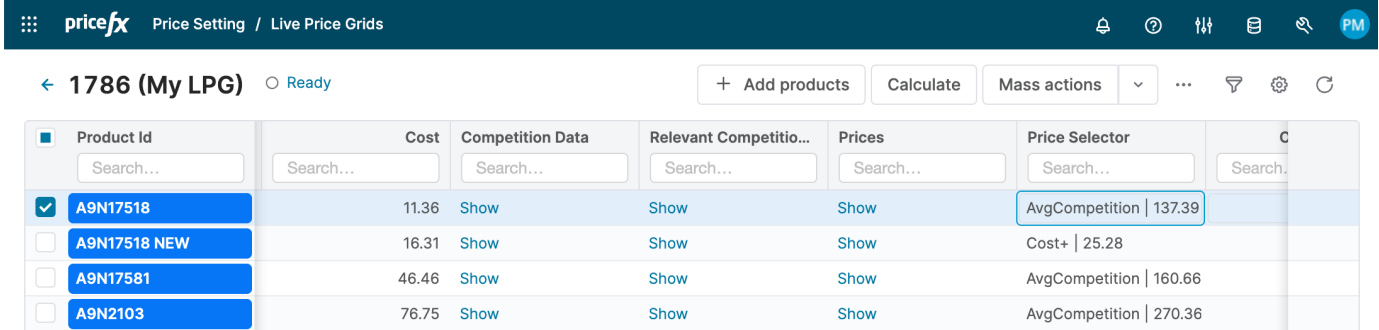 pricefx Price Setting / Live Price Grids PM
1786 (My LPG) Ready + Add products Calculate Mass actions ...
Product Id Cost Competition Data Relevant Competitio... Prices Price Selector
Search... Search... Search... Search... Search... Search... Search.
A9N17518 11.36 Show Show Show AvgCompetition | 137.39
A9N17518 NEW 16.31 Show Show Show Cost+ | 25.28
A9N17581 46.46 Show Show Show AvgCompetition | 160.66
A9N2103 76.75 Show Show Show AvgCompetition | 270.36